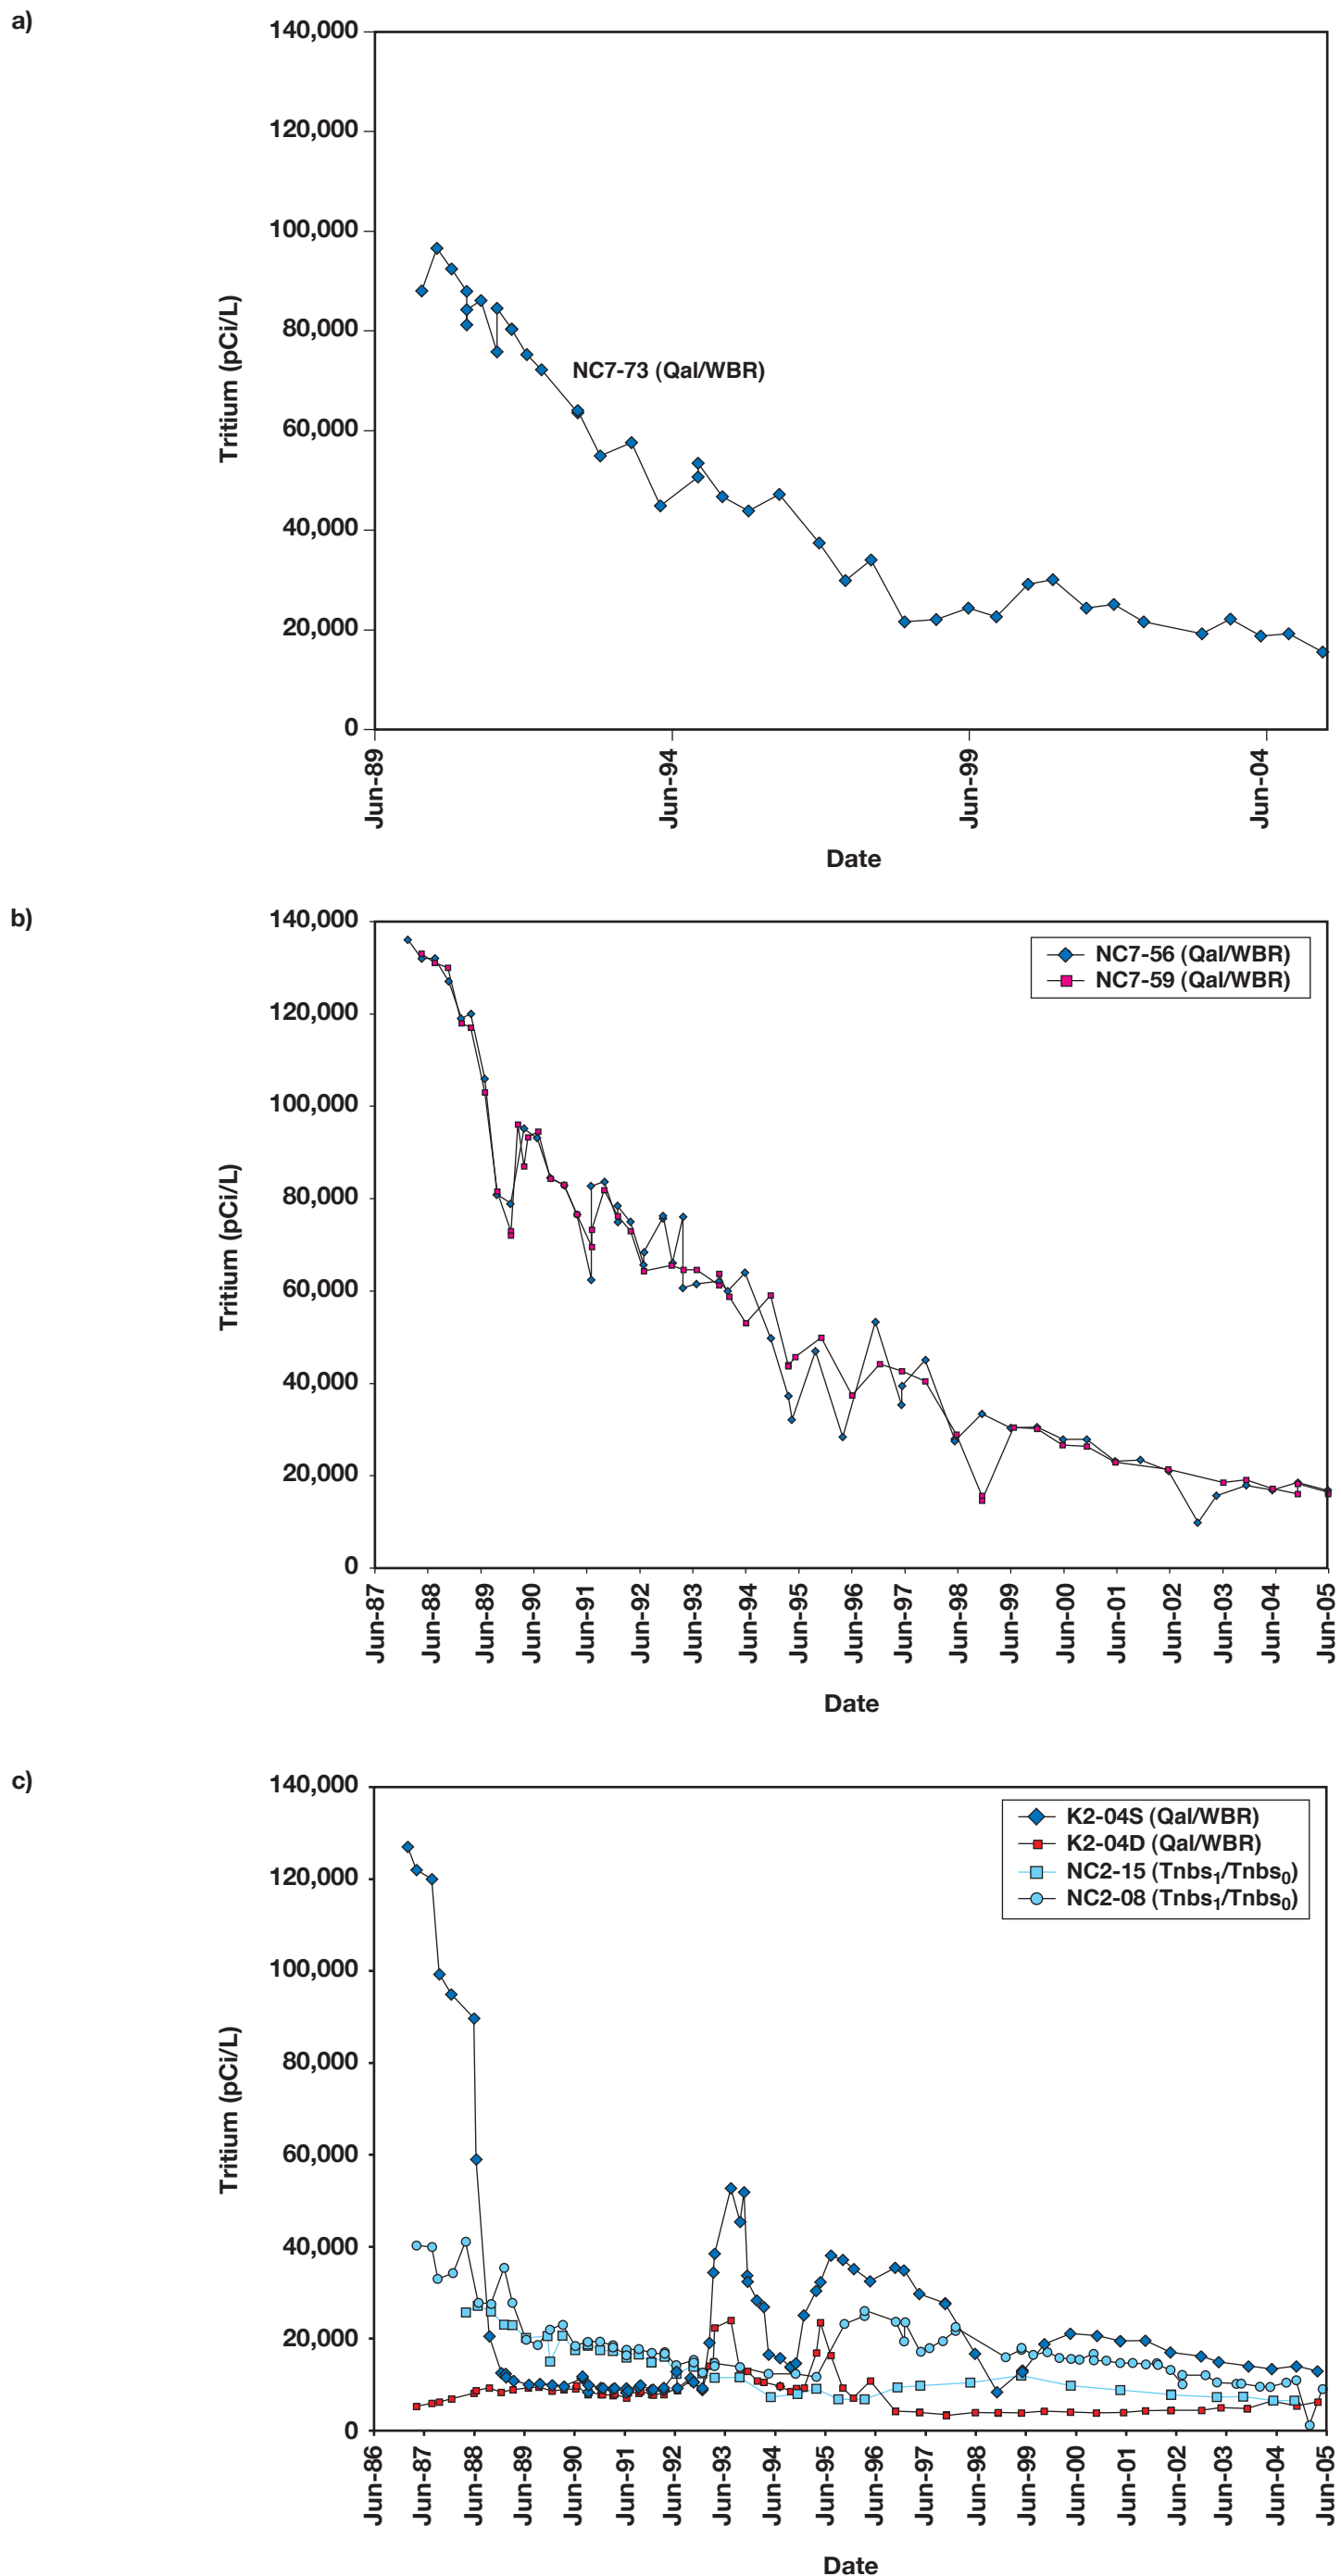 a)
140,000
120,000
100,000
80,000
60,000
40,000
20,000
0
Tritium (pCi/L)
NC7-73 (Qal/WBR)
Jun-89
Jun-94
Jun-99
Jun-04
Date
b)
140,000
120,000
100,000
80,000
60,000
40,000
20,000
0
Tritium (pCi/L)
NC7-56 (Qal/WBR)
NC7-59 (Qal/WBR)
Jun-87
Jun-88
Jun-89
Jun-90
Jun-91
Jun-92
Jun-93
Jun-94
Jun-95
Jun-96
Jun-97
Jun-98
Jun-99
Jun-00
Jun-01
Jun-02
Jun-03
Jun-04
Jun-05
Date
c)
140,000
120,000
100,000
80,000
60,000
40,000
20,000
0
Tritium (pCi/L)
K2-04S (Qal/WBR)
K2-04D (Qal/WBR)
NC2-15 (Tnbs₁/Tnbs₀)
NC2-08 (Tnbs₁/Tnbs₀)
Jun-86
Jun-87
Jun-88
Jun-89
Jun-90
Jun-91
Jun-92
Jun-93
Jun-94
Jun-95
Jun-96
Jun-97
Jun-98
Jun-99
Jun-00
Jun-01
Jun-02
Jun-03
Jun-04
Jun-05
Date